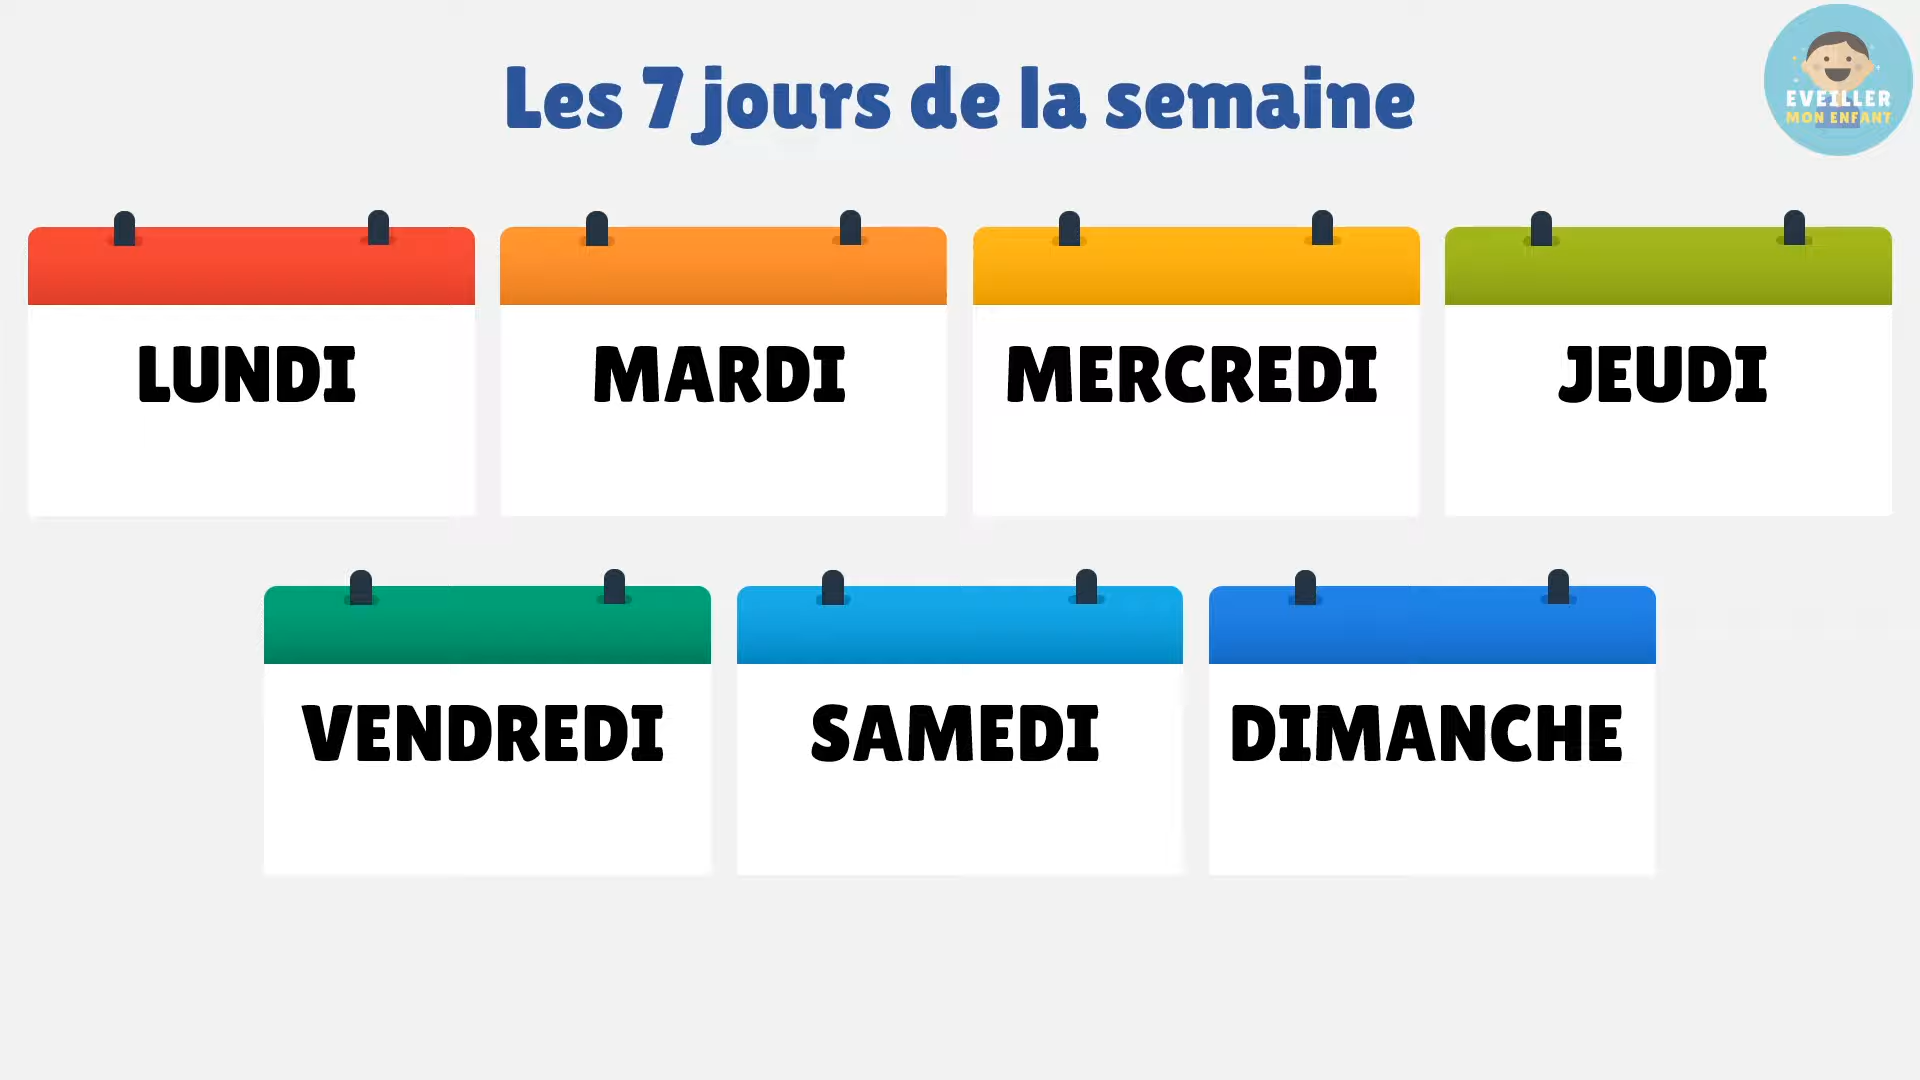 Les 7 jours de la semaine
EVEILLER
MON ENFANT
LUNDI
MARDI
MERCREDI
JEUDI
VENDREDI
SAMEDI
DIMANCHE